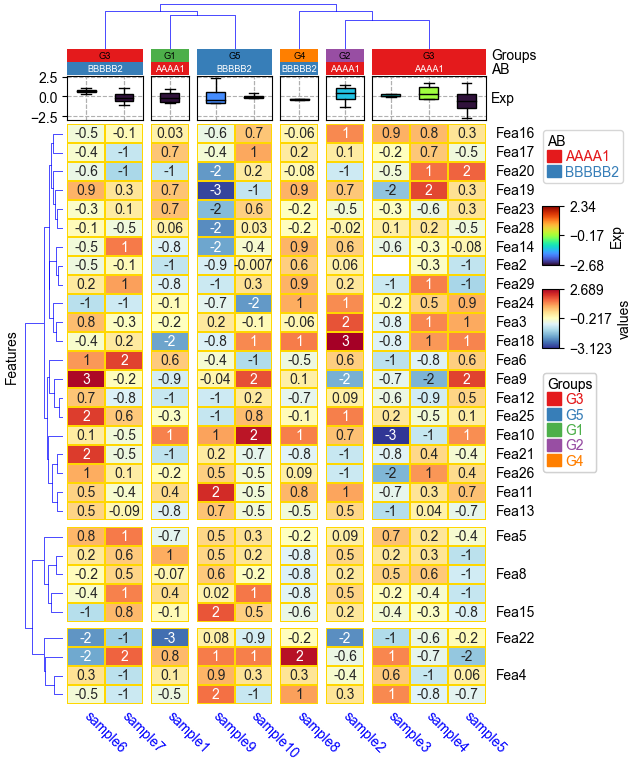 G3 G1 G5 G4 G2 G3 Groups
BBBBB2 AAAA1 BBBBB2 BBBBB2 AAAA1 AAAA1 AB
2.5
0.0 Exp
−2.5
-0.5 -0.1 0.03 -0.6 0.7 -0.06 1 0.9 0.8 0.3 Fea16
-0.4 -1 0.7 -0.4 1 0.2 0.1 -0.2 0.7 -0.5 Fea17
-0.6 -1 -1 -2 0.2 -0.08 -1 -0.5 1 2 Fea20
0.9 0.3 0.7 -3 -1 0.9 0.7 -2 2 0.3 Fea19
-0.3 0.1 0.7 -2 0.6 -0.2 -0.5 -0.3 -0.6 0.3 Fea23
-0.1 -0.5 0.06 -2 0.03 -0.2 -0.02 0.1 0.2 -0.5 Fea28
-0.5 1 -0.8 -2 -0.4 0.9 0.6 -0.6 -0.3 -0.08 Fea14
-0.5 -0.1 -1 -0.9 -0.007 0.6 0.06 -0.3 -1 Fea2
0.2 1 -0.8 -1 0.3 0.9 0.2 -1 1 -1 Fea29
-1 -1 -0.1 -0.7 -2 1 1 -0.2 0.5 0.9 Fea24
0.8 -0.3 -0.2 0.2 -0.1 -0.06 2 -0.8 1 1 Fea3
-0.4 0.2 -2 -0.8 1 1 3 -0.8 1 1 Fea18
1 2 0.6 -0.4 -1 -0.5 0.6 -1 -0.8 0.6 Fea6
3 -0.2 -0.9 -0.04 2 0.1 -2 -0.7 -2 2 Fea9
0.7 -0.8 -1 -1 0.2 -0.7 0.09 -0.6 -0.9 0.5 Fea12
2 0.6 -0.3 -1 0.8 -0.1 1 0.2 -0.5 0.1 Fea25
0.1 -0.5 1 1 2 1 0.7 -3 -1 1 Fea10
2 -0.5 -1 0.2 -0.7 -0.8 -1 -0.8 0.4 -0.4 Fea21
1 0.1 -0.2 0.5 -0.5 0.09 -1 -2 1 0.4 Fea26
0.5 -0.4 0.4 2 -0.5 0.8 1 -0.7 0.3 0.7 Fea11
0.5 -0.09 -0.8 0.7 -0.5 -0.5 0.5 -1 0.04 -0.7 Fea13
0.8 1 -0.7 0.5 0.3 -0.2 0.09 0.7 0.2 -0.4 Fea5
0.2 0.6 1 0.5 0.2 -0.8 0.5 0.2 0.3 -1
-0.2 0.5 -0.07 0.6 -0.2 -0.8 0.2 0.5 0.6 -1 Fea8
-0.4 1 0.4 0.02 1 -0.8 0.5 -0.2 -0.4 -1
-1 0.8 -0.1 2 0.5 -0.6 0.2 -0.4 -0.3 -0.8 Fea15
-2 -1 -3 0.08 -0.9 -0.2 -2 -1 -0.6 -0.2 Fea22
-2 2 0.8 1 1 2 -0.6 1 -0.7 -2
0.3 -1 0.1 0.9 0.3 0.3 -0.4 0.6 -1 0.06 Fea4
-0.5 -1 -0.5 2 -1 1 0.3 1 -0.8 -0.7
sample6 sample7 sample1 sample9 sample10 sample8 sample2 sample3 sample4 sample5
Features
AB
AAAA1
BBBBB2
2.34
−0.17
−2.68
Exp
2.689
−0.217
−3.123
values
Groups
G3
G5
G1
G2
G4